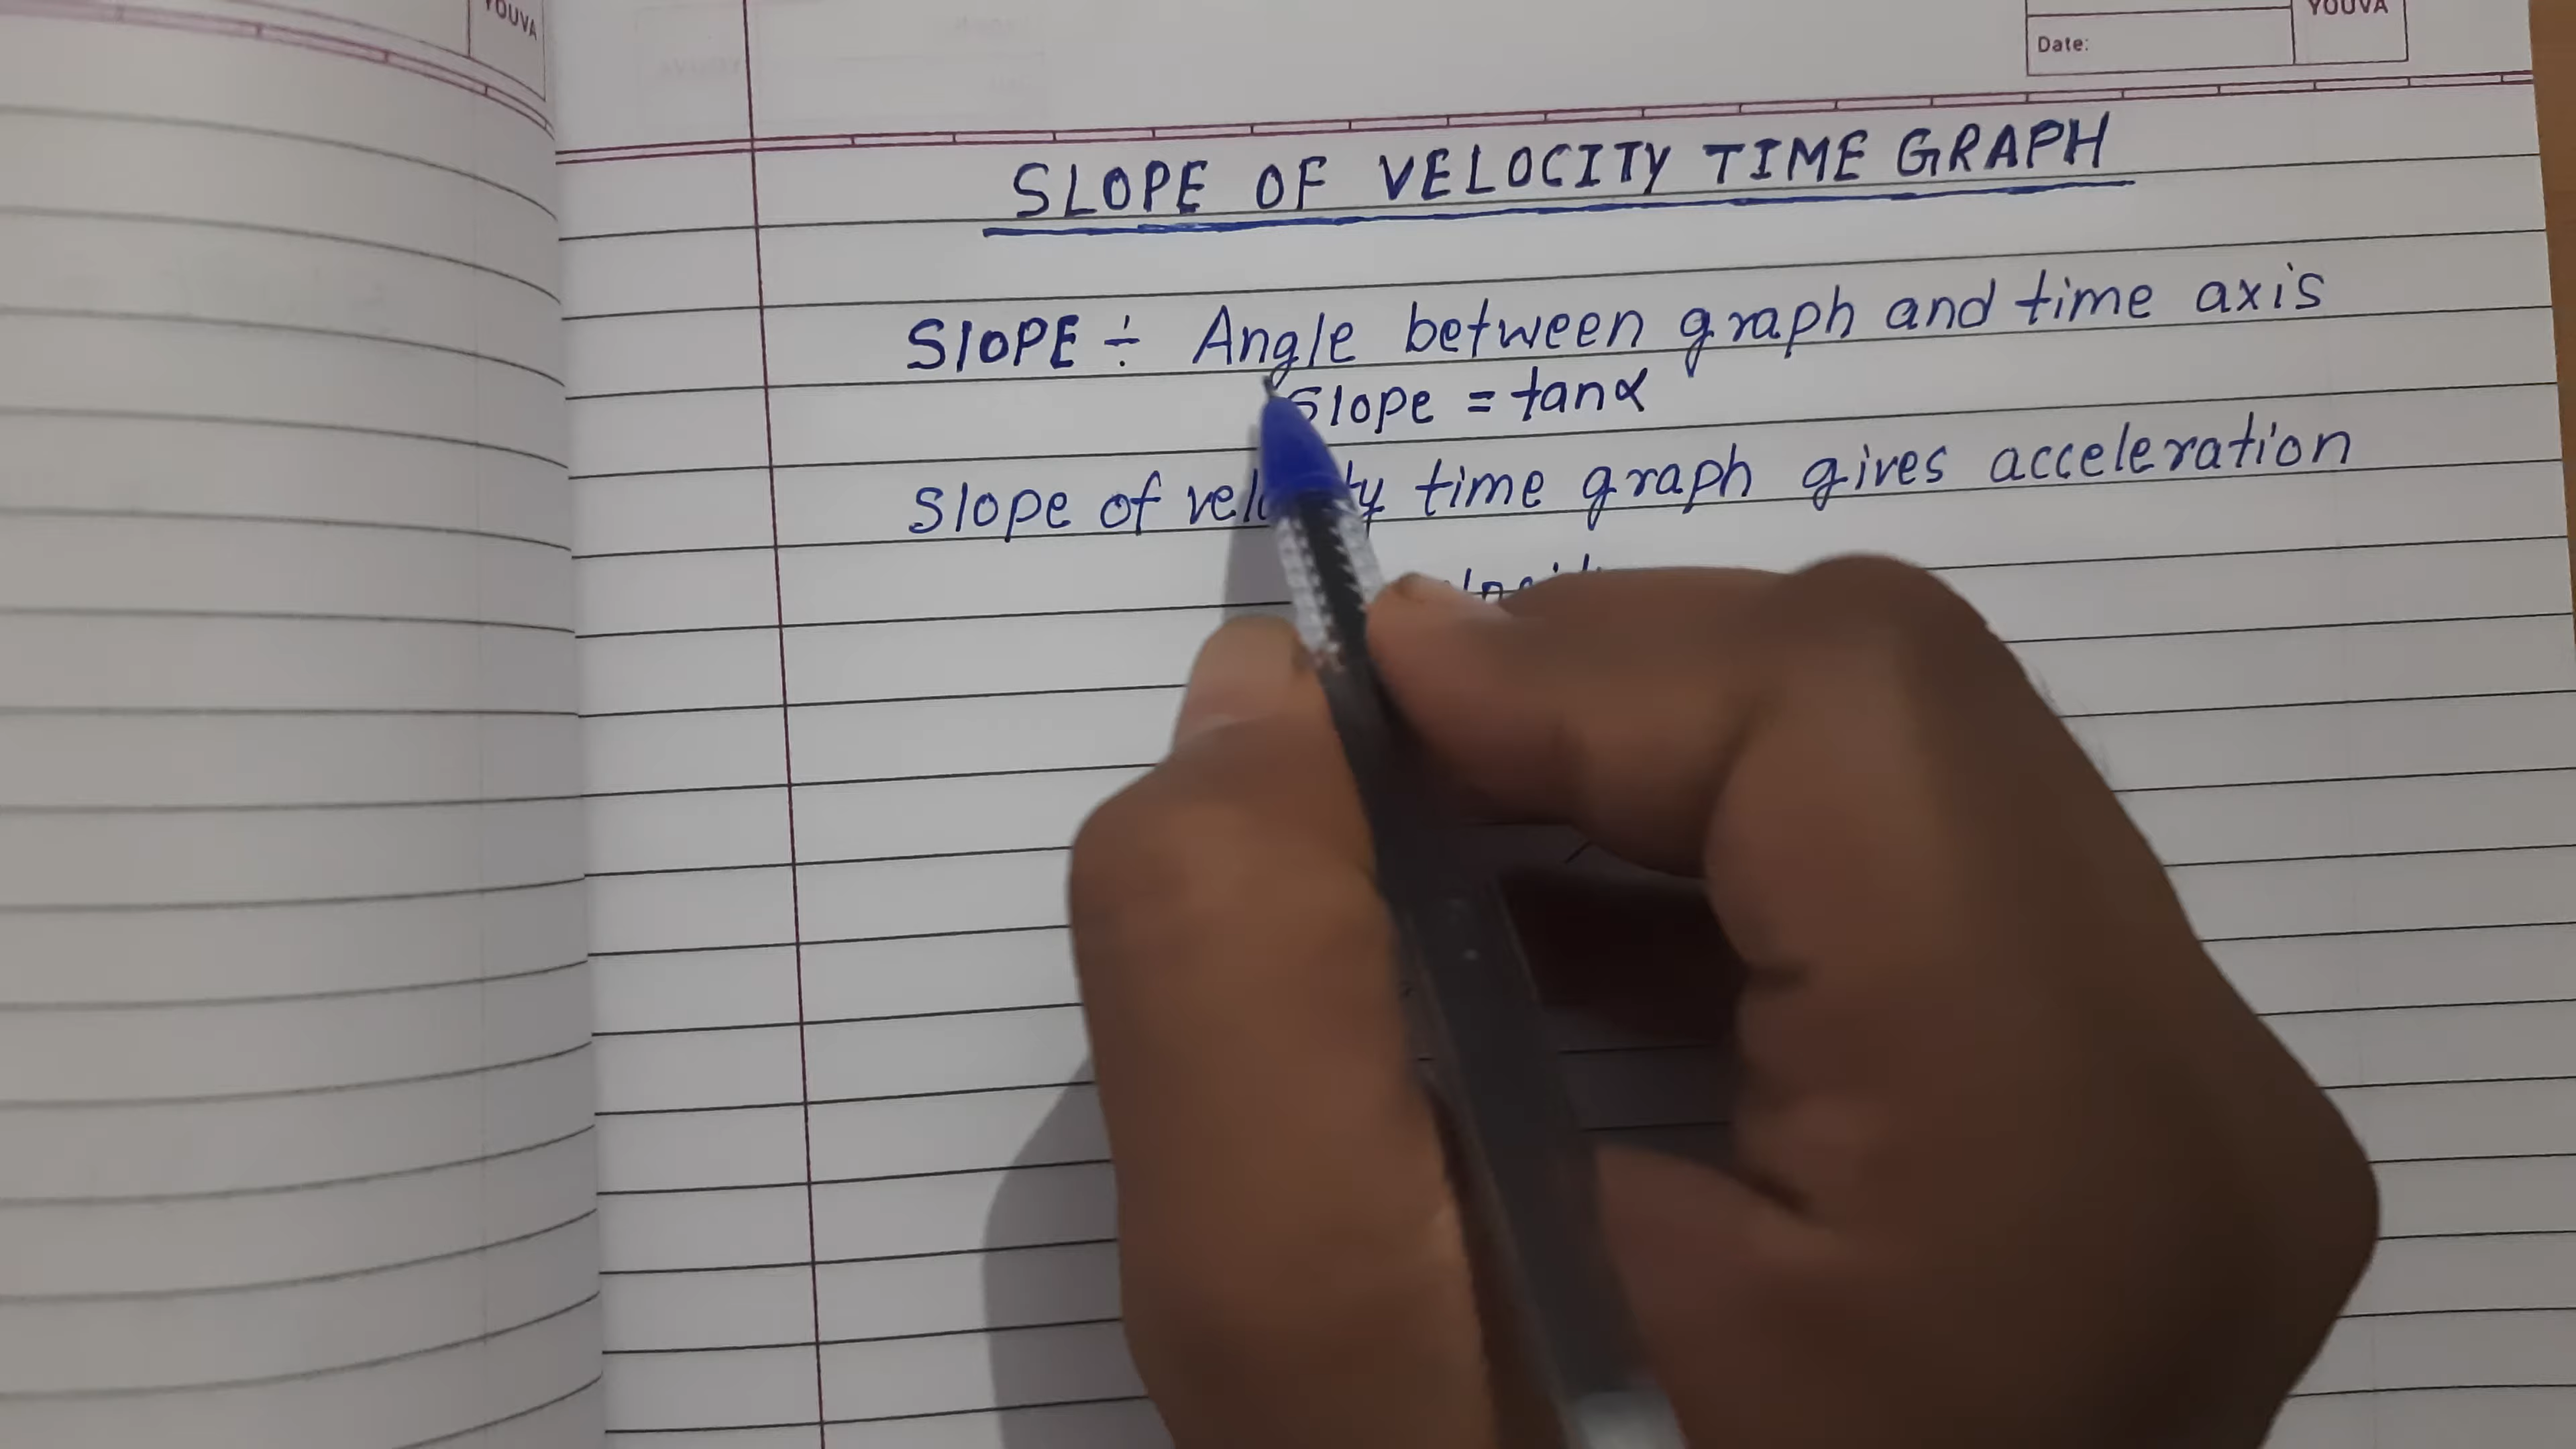 YOUVA
YOUVA
Date:
SLOPE OF VELOCITY TIME GRAPH
SlOPE ÷ Angle between graph and time axis
Slope = tanα
Slope of velocity time graph gives acceleration